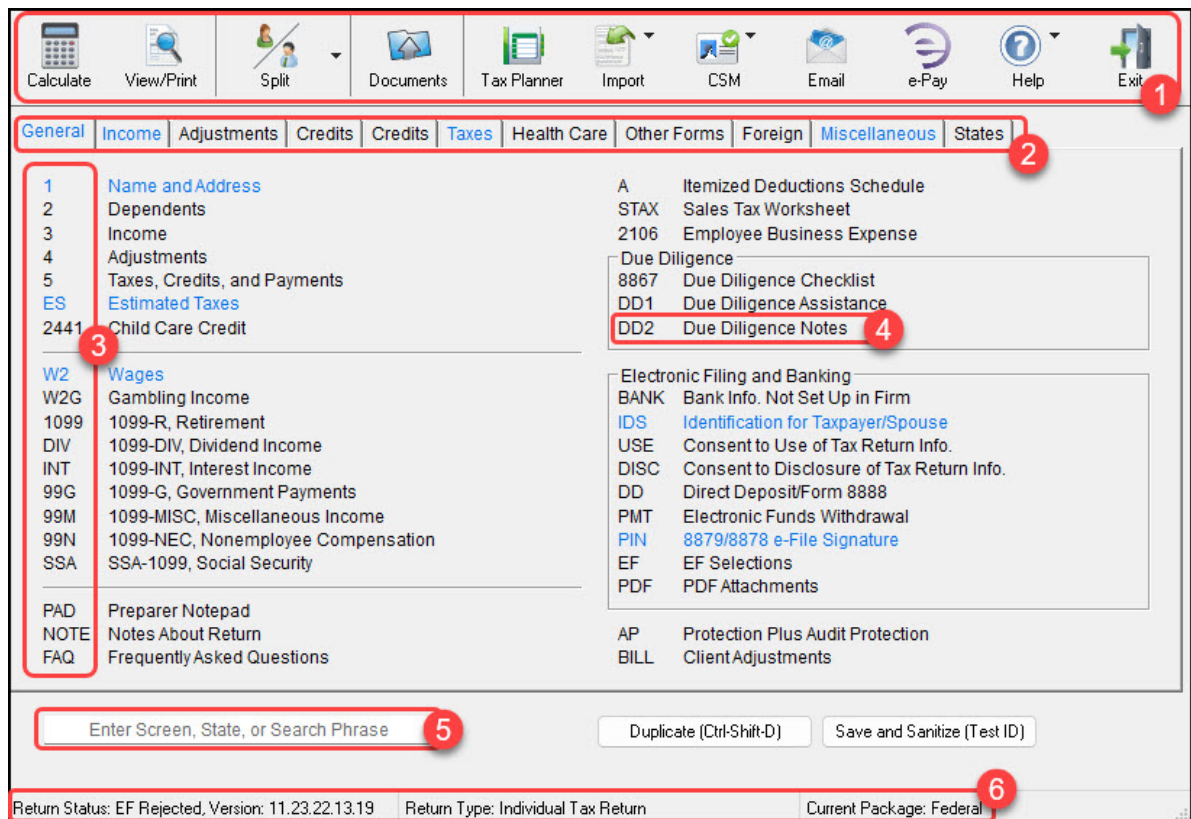 Calculate View/Print Split Documents Tax Planner Import CSM Email e-Pay Help Exit
1
General Income Adjustments Credits Credits Taxes Health Care Other Forms Foreign Miscellaneous States
2
1 Name and Address
2 Dependents
3 Income
4 Adjustments
5 Taxes, Credits, and Payments
ES Estimated Taxes
2441 Child Care Credit
3
W2 Wages
W2G Gambling Income
1099 1099-R, Retirement
DIV 1099-DIV, Dividend Income
INT 1099-INT, Interest Income
99G 1099-G, Government Payments
99M 1099-MISC, Miscellaneous Income
99N 1099-NEC, Nonemployee Compensation
SSA SSA-1099, Social Security
PAD Preparer Notepad
NOTE Notes About Return
FAQ Frequently Asked Questions
A Itemized Deductions Schedule
STAX Sales Tax Worksheet
2106 Employee Business Expense
Due Diligence
8867 Due Diligence Checklist
DD1 Due Diligence Assistance
DD2 Due Diligence Notes
4
Electronic Filing and Banking
BANK Bank Info. Not Set Up in Firm
IDS Identification for Taxpayer/Spouse
USE Consent to Use of Tax Return Info.
DISC Consent to Disclosure of Tax Return Info.
DD Direct Deposit/Form 8888
PMT Electronic Funds Withdrawal
PIN 8879/8878 e-File Signature
EF EF Selections
PDF PDF Attachments
AP Protection Plus Audit Protection
BILL Client Adjustments
Enter Screen, State, or Search Phrase
5
Duplicate (Ctrl-Shift-D) Save and Sanitize (Test ID)
6
Return Status: EF Rejected, Version: 11.23.22.13.19 Return Type: Individual Tax Return Current Package: Federal